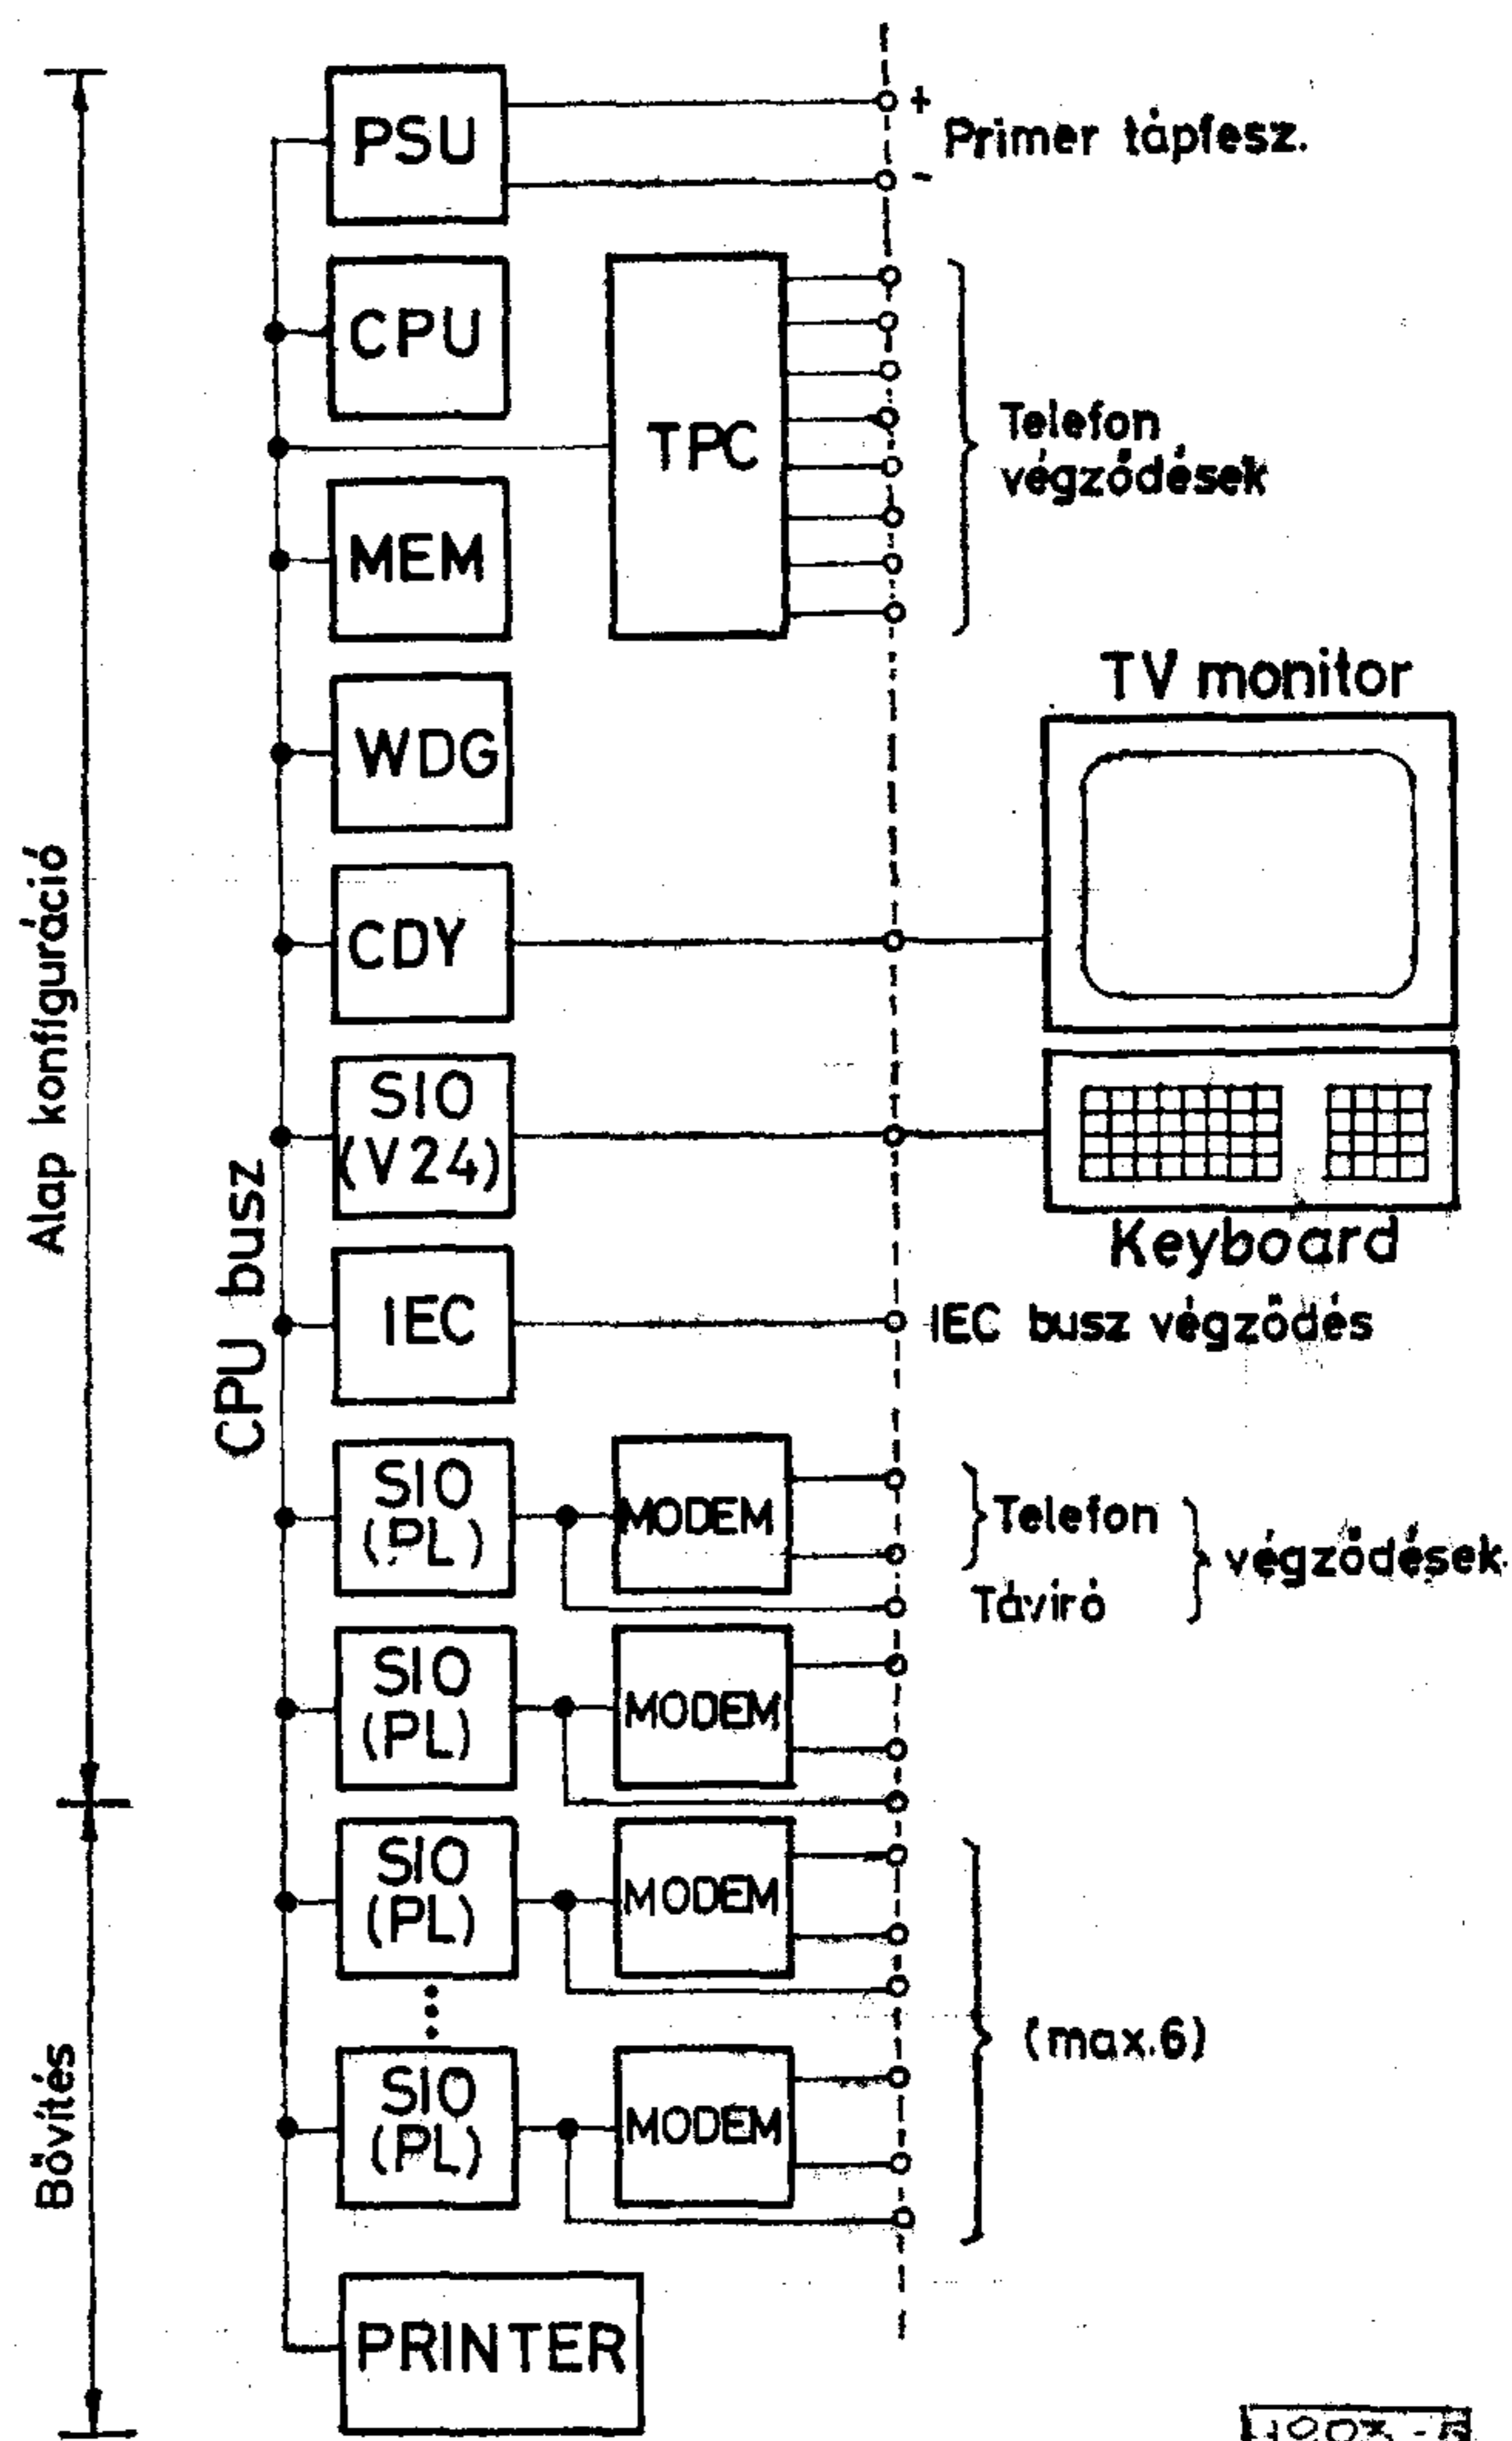 PSU
+
Primer tápfesz.
-
CPU
TPC
Telefon
végződések
MEM
TV monitor
WDG
CDY
Alap konfiguráció
SIO
(V24)
Keyboard
CPU busz
IEC
IEC busz végződés
SIO
(PL)
MODEM
Telefon
végződések
Távíró
SIO
(PL)
MODEM
SIO
(PL)
MODEM
(max.6)
Bővítés
SIO
(PL)
MODEM
PRINTER